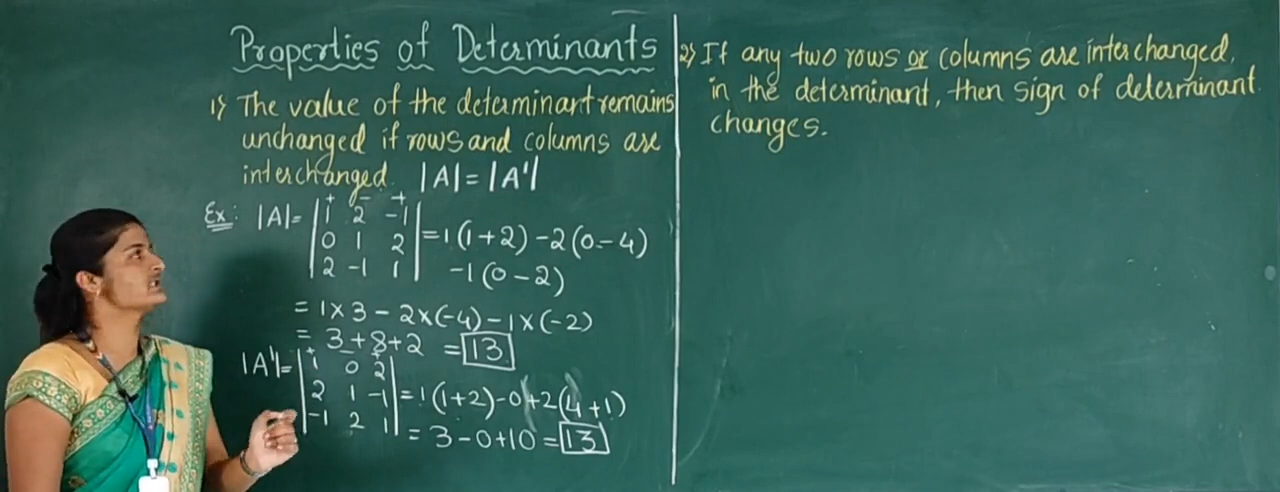 Properties of Determinants
1) The value of the determinant remains
unchanged if rows and columns are
interchanged. |A| = |A'|
+ - +
Ex: |A| = | 1 2 -1 | = 1(1+2) - 2(0-4)
| 0 1 2 | -1(0-2)
| 2 -1 1 |
= 1×3 - 2×(-4) - 1×(-2)
= 3+8+2 = 13
+ - +
|A'| = | 1 0 2 |
| 2 1 -1 | = 1(1+2)-0+2(4+1)
| -1 2 1 | = 3-0+10 = 13
2) If any two rows or columns are interchanged,
in the determinant, then sign of determinant
changes.